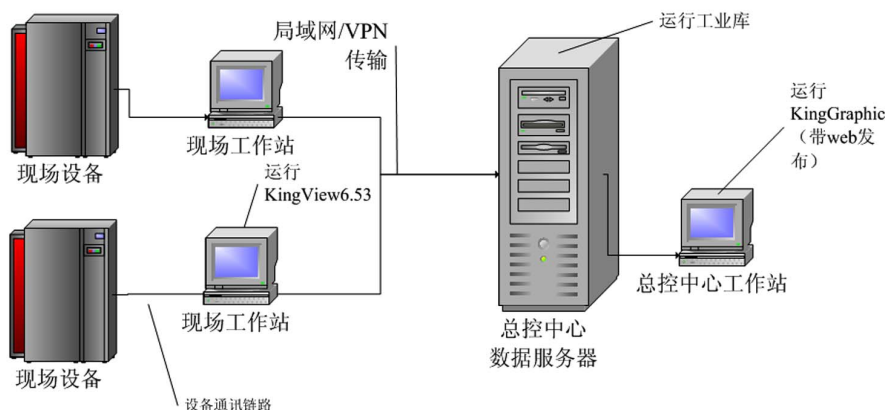 局域网/VPN
传输
运行工业库
运行
KingGraphic
（带web发
布）
现场工作站
现场设备
运行
KingView6.53
总控中心工作站
现场工作站
总控中心
数据服务器
现场设备
设备通讯链路